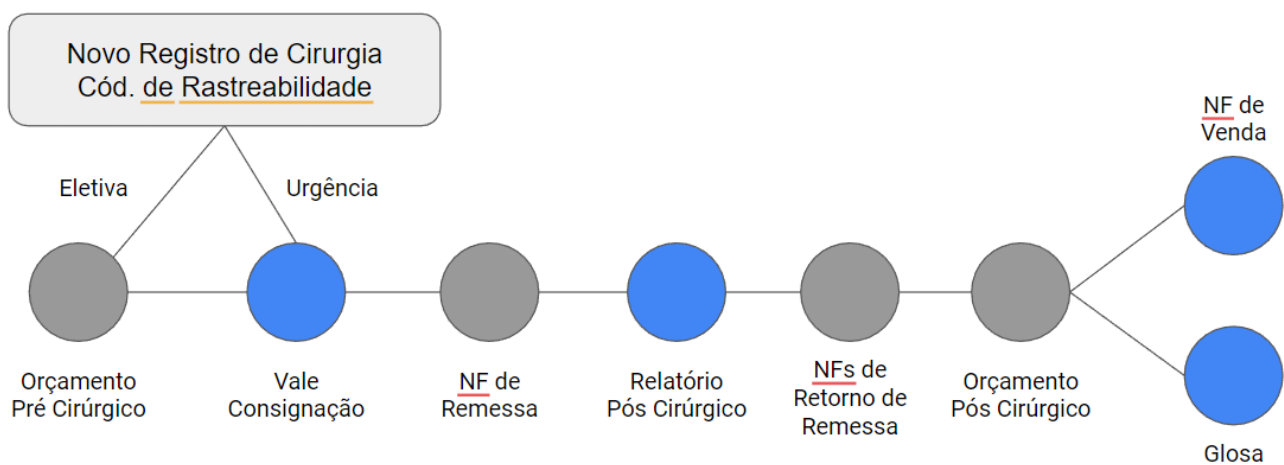 Novo Registro de Cirurgia
Cód. de Rastreabilidade
Eletiva
Urgência
NF de
Venda
Orçamento
Pré Cirúrgico
Vale
Consignação
NF de
Remessa
Relatório
Pós Cirúrgico
NFs de
Retorno de
Remessa
Orçamento
Pós Cirúrgico
Glosa